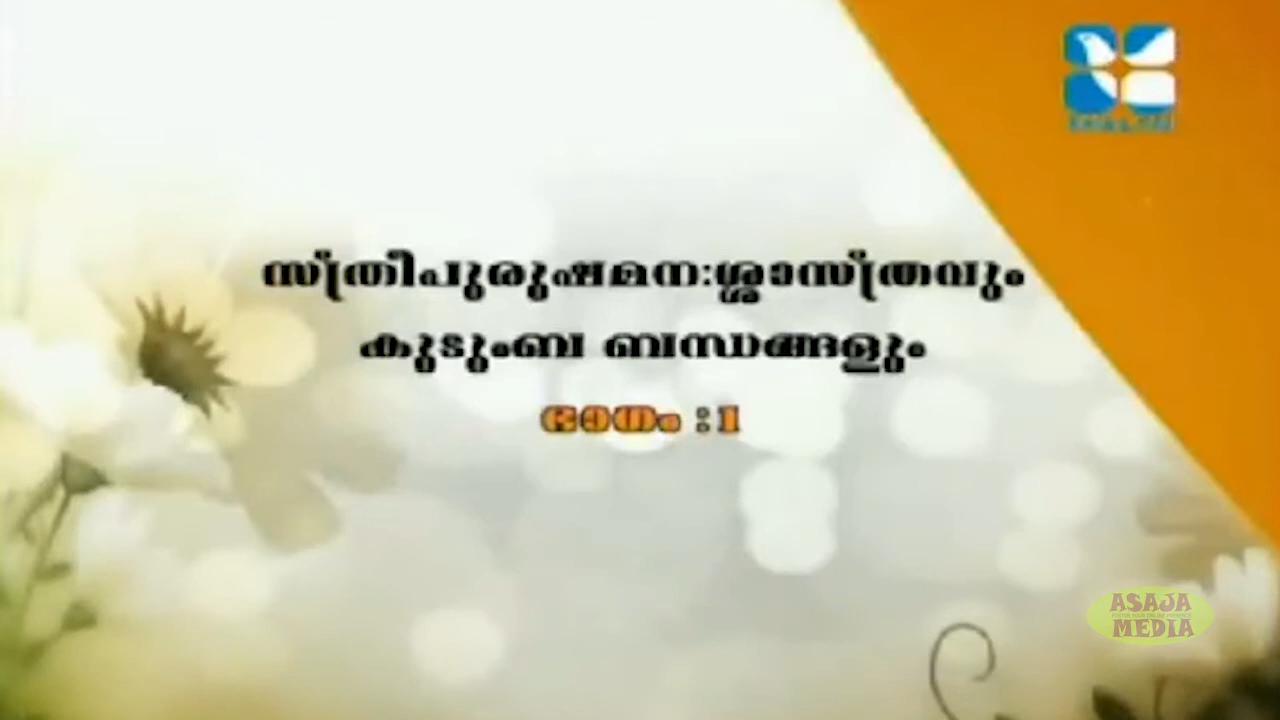 സ്ത്രീപുരുഷമന:ശ്ശാസ്ത്രവും
കുടുംബ ബന്ധങ്ങളും
ഭാഗം :1
ASAJA
MEDIA